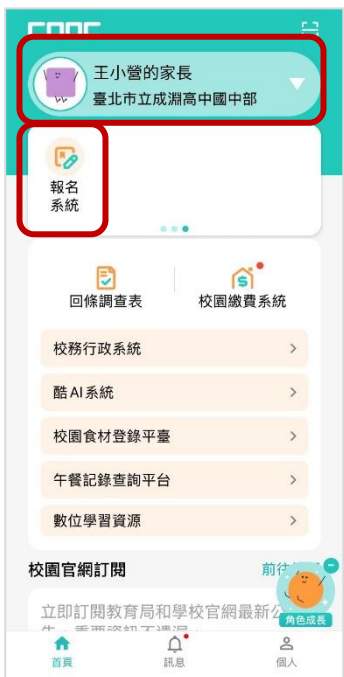 王小營的家長
臺北市立成淵高中國中部
報名
系統
回條調查表
校園繳費系統
校務行政系統
酷AI系統
校園食材登錄平臺
午餐記錄查詢平台
數位學習資源
校園官網訂閱
前往
立即訂閱教育局和學校官網最新公
角色成長
首頁
訊息
個人